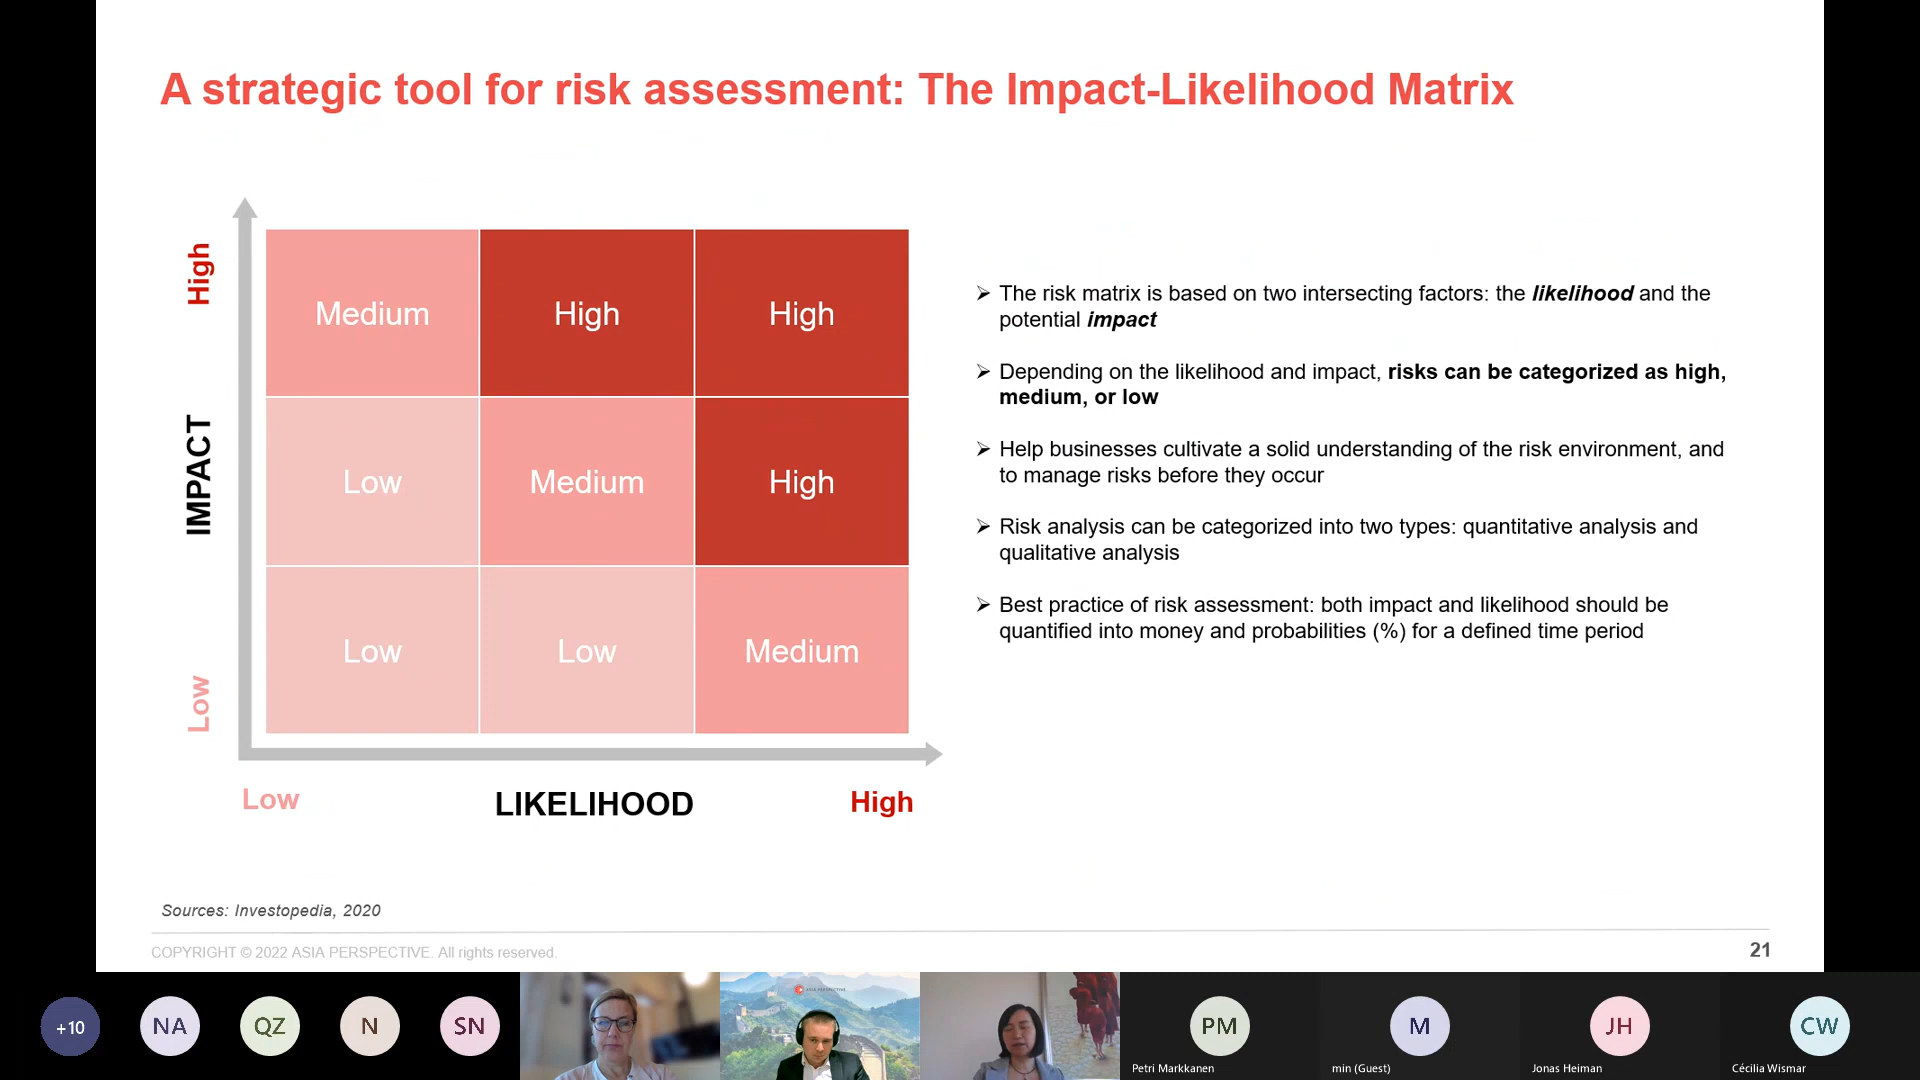 A strategic tool for risk assessment: The Impact-Likelihood Matrix
High
IMPACT
Low
Medium
High
High
Low
Medium
High
Low
Low
Medium
Low
LIKELIHOOD
High
➢ The risk matrix is based on two intersecting factors: the likelihood and the
potential impact
➢ Depending on the likelihood and impact, risks can be categorized as high,
medium, or low
➢ Help businesses cultivate a solid understanding of the risk environment, and
to manage risks before they occur
➢ Risk analysis can be categorized into two types: quantitative analysis and
qualitative analysis
➢ Best practice of risk assessment: both impact and likelihood should be
quantified into money and probabilities (%) for a defined time period
Sources: Investopedia, 2020
COPYRIGHT © 2022 ASIA PERSPECTIVE. All rights reserved.
21
+10
NA
QZ
N
SN
ASIA PERSPECTIVE
PM
Petri Markkanen
M
min (Guest)
JH
Jonas Heiman
CW
Cécilia Wismar